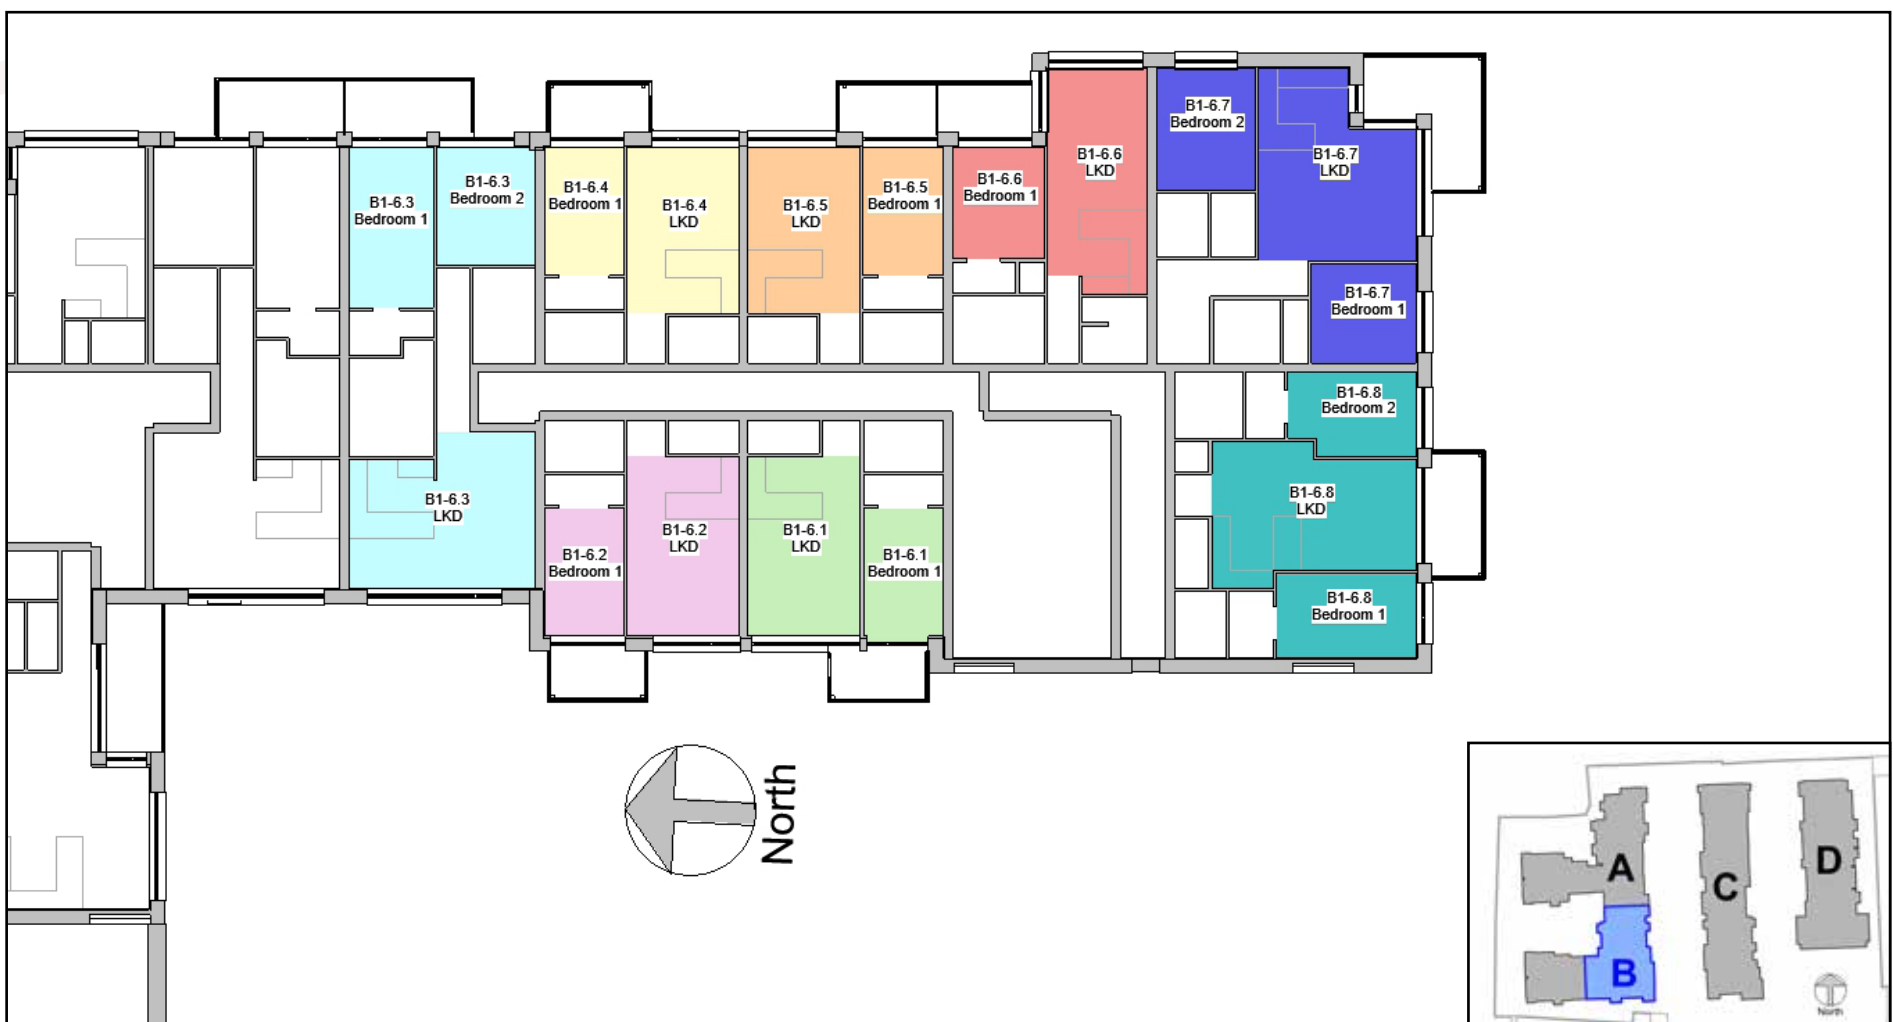 B1-6.7
Bedroom 2
B1-6.6
LKD
B1-6.7
LKD
B1-6.3
Bedroom 1
B1-6.3
Bedroom 2
B1-6.4
Bedroom 1
B1-6.4
LKD
B1-6.5
LKD
B1-6.5
Bedroom 1
B1-6.6
Bedroom 1
B1-6.7
Bedroom 1
B1-6.8
Bedroom 2
B1-6.3
LKD
B1-6.2
Bedroom 1
B1-6.2
LKD
B1-6.1
LKD
B1-6.1
Bedroom 1
B1-6.8
LKD
B1-6.8
Bedroom 1
North
A
B
C
D
North